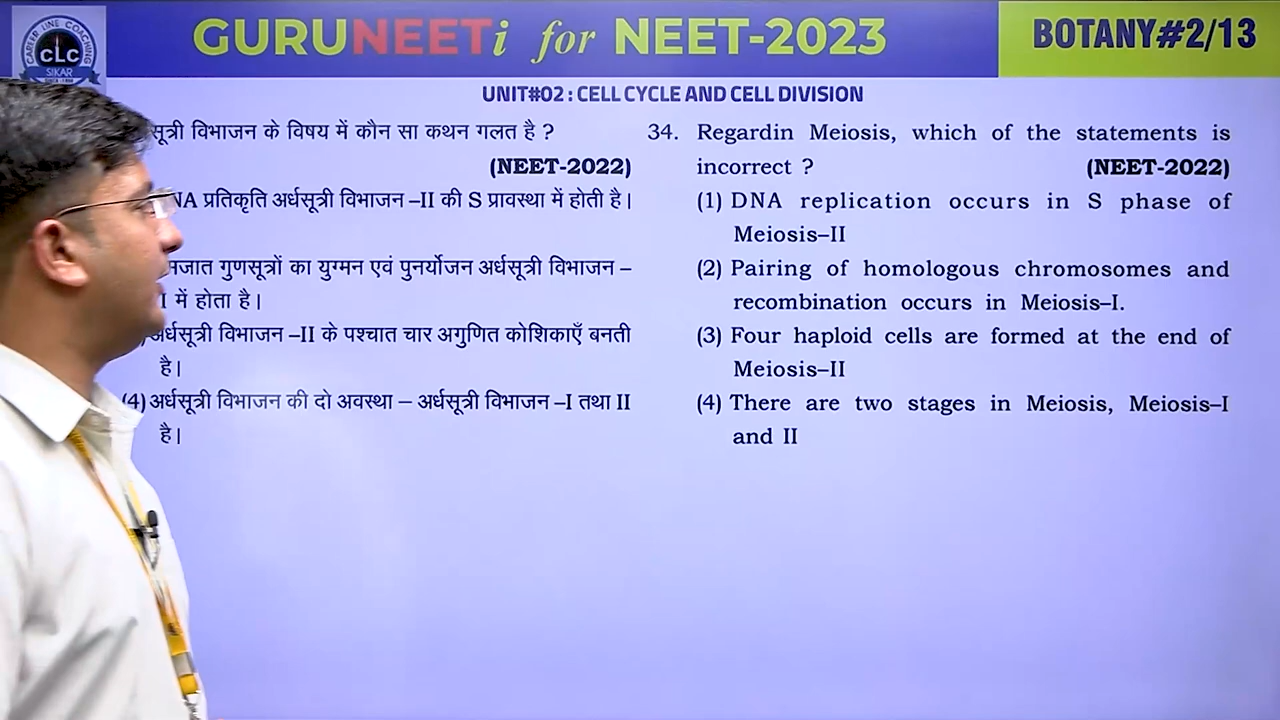 CAREER LINE COACHING
CLC
SIKAR
GURUNEETi for NEET-2023
BOTANY#2/13
UNIT#02 : CELL CYCLE AND CELL DIVISION
सूत्री विभाजन के विषय में कौन सा कथन गलत है ?
(NEET-2022)
NA प्रतिकृति अर्धसूत्री विभाजन –II की S प्रावस्था में होती है।
मजात गुणसूत्रों का युग्मन एवं पुनर्योजन अर्धसूत्री विभाजन –
I में होता है।
अर्धसूत्री विभाजन –II के पश्चात चार अगुणित कोशिकाएँ बनती
है।
(4) अर्धसूत्री विभाजन की दो अवस्था – अर्धसूत्री विभाजन –I तथा II
है।
34. Regardin Meiosis, which of the statements is
incorrect ? (NEET-2022)
(1) DNA replication occurs in S phase of
Meiosis–II
(2) Pairing of homologous chromosomes and
recombination occurs in Meiosis–I.
(3) Four haploid cells are formed at the end of
Meiosis–II
(4) There are two stages in Meiosis, Meiosis–I
and II